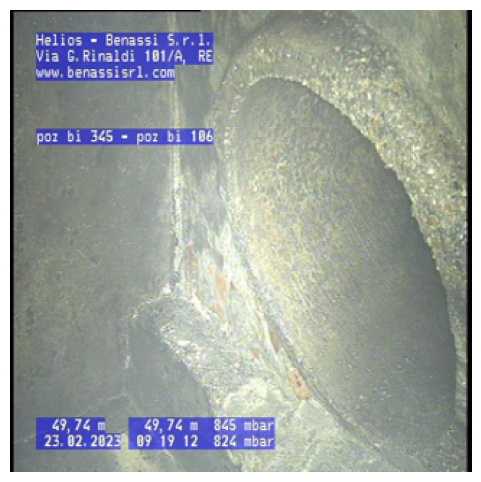 Helios - Benassi S.r.l.
Via G.Rinaldi 101/A, RE
www.benassisrl.com
poz bi 345 - poz bi 106
49,74 m 49,74 m 845 mbar
23.02.2023 09 19 12 824 mbar